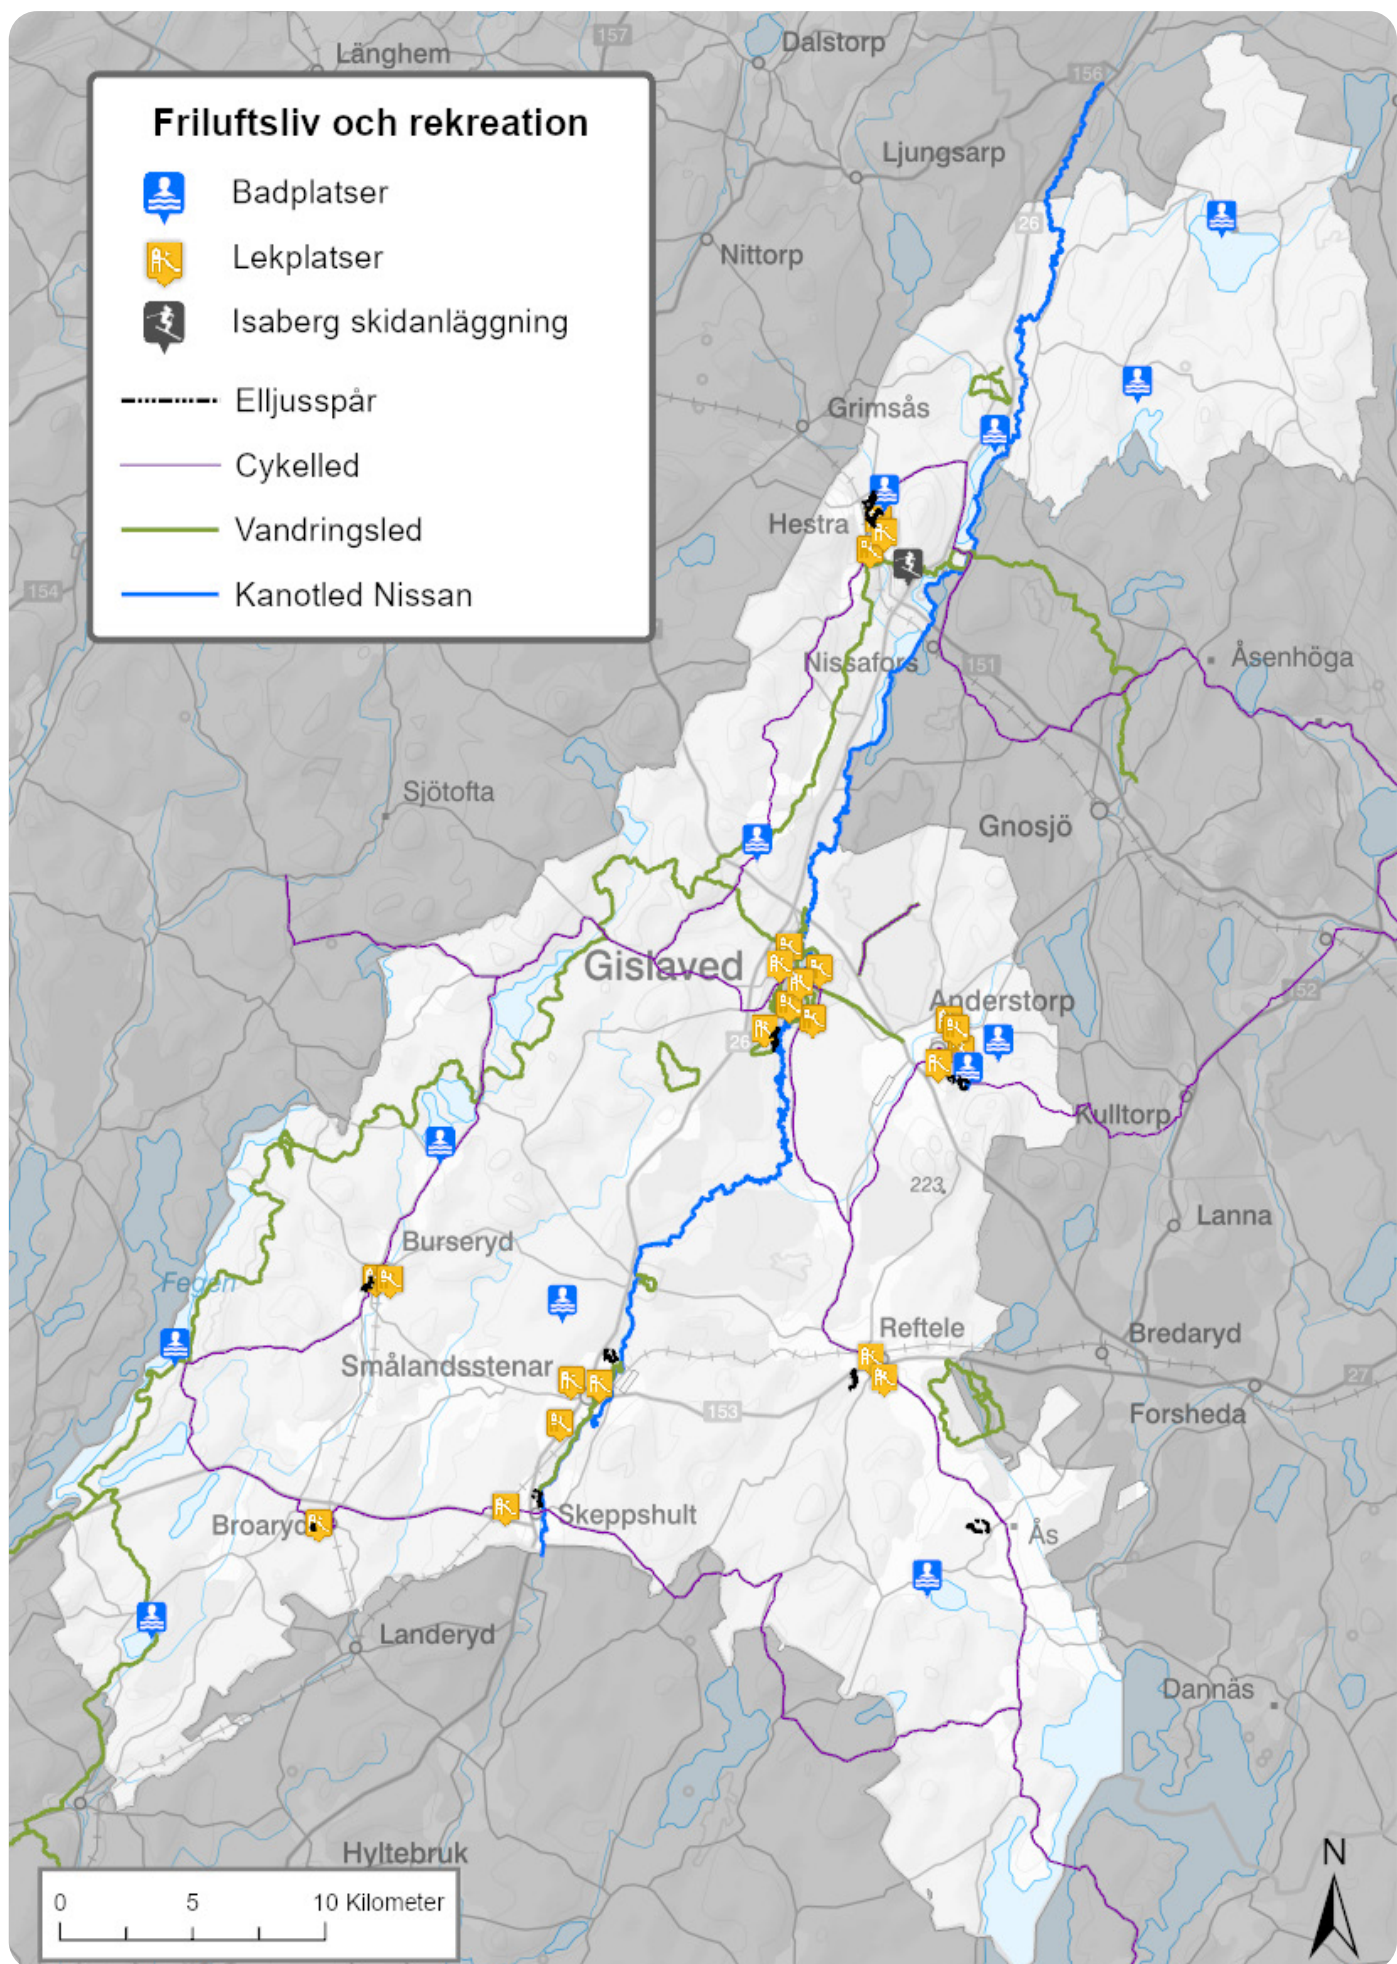 Länghem
157
Dalstorp
156
Friluftsliv och rekreation
Badplatser
Lekplatser
Isaberg skidanläggning
Elljusspår
Cykelled
Vandringsled
Kanotled Nissan
Ljungsarp
26
Nittorp
Grimsås
Hestra
154
Nissafors
151
Åsenhöga
Sjötofta
Gnosjö
Gislaved
152
Anderstorp
26
Kulltorp
223
Lanna
Burseryd
Fegen
Reftele
Bredaryd
Smålandsstenar
27
153
Forsheda
Skeppshult
Broaryd
Ås
Landeryd
Dannäs
Hyltebruk
N
0 5 10 Kilometer